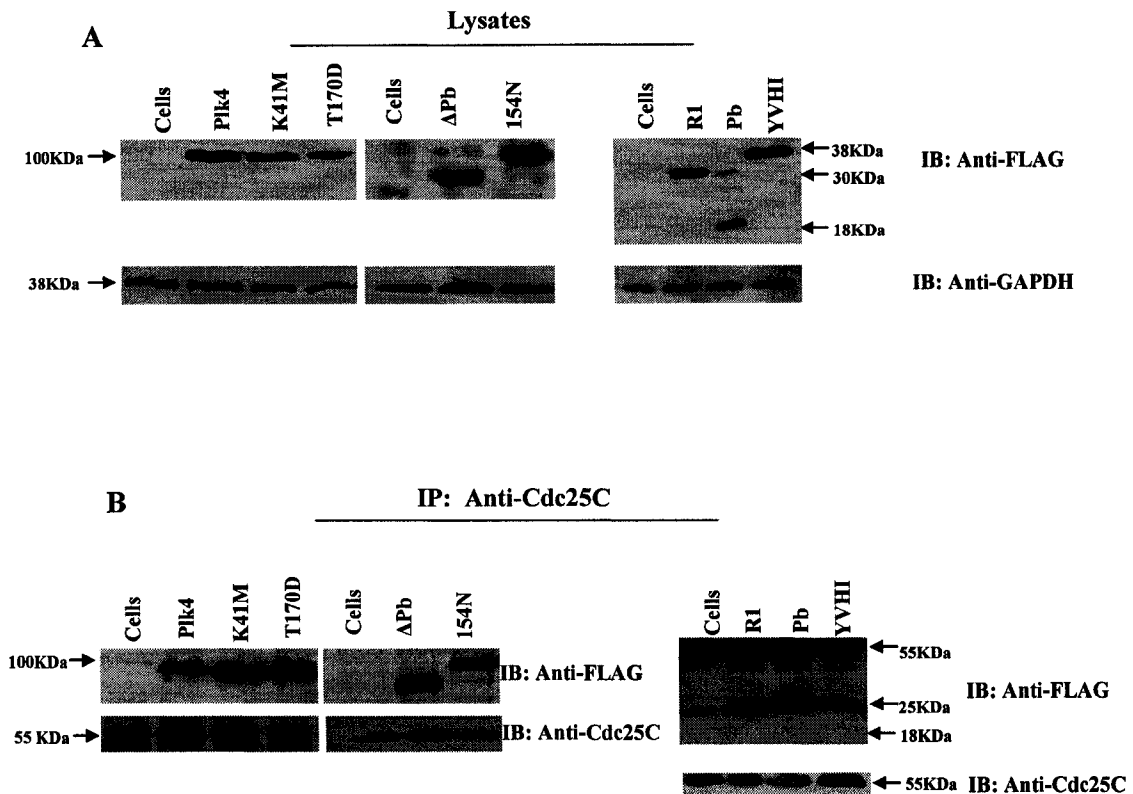 Lysates
A
Cells Plk4 K41M T170D Cells ΔPb 154N Cells R1 Pb YVHI
100KDa
38KDa
30KDa
18KDa
IB: Anti-FLAG
38KDa
IB: Anti-GAPDH
B
IP: Anti-Cdc25C
Cells Plk4 K41M T170D Cells ΔPb 154N Cells R1 Pb YVHI
100KDa
IB: Anti-FLAG
55KDa
25KDa
18KDa
IB: Anti-FLAG
55 KDa
IB: Anti-Cdc25C
55KDa
IB: Anti-Cdc25C